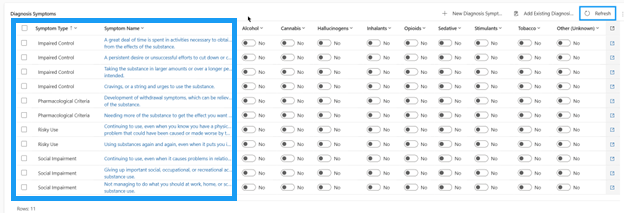 Diagnosis Symptoms
New Diagnosis Sympt...
Add Existing Diagnosi...
Refresh
Symptom Type Symptom Name Alcohol Cannabis Hallucinogens Inhalants Opioids Sedative Stimulants Tobacco Other (Unknown)
Impaired Control A great deal of time is spent in activities necessary to obtai... No No No No No No No No No
from the effects of the substance.
Impaired Control A persistent desire or unsuccessful efforts to cut down or c... No No No No No No No No No
Impaired Control Taking the substance in larger amounts or over a longer pe... No No No No No No No No No
intended.
Impaired Control Cravings, or a strong and urges to use the substance. No No No No No No No No No
Pharmacological Criteria Development of withdrawal symptoms, which can be reliev... No No No No No No No No No
of the substance.
Pharmacological Criteria Needing more of the substance to get the effect you want ... No No No No No No No No No
Risky Use Continuing to use, even when you know you have a physic... No No No No No No No No No
problem that could have been caused or made worse by t...
Risky Use Using substances again and again, even when it puts you i... No No No No No No No No No
Social Impairment Continuing to use, even when it causes problems in relatio... No No No No No No No No No
Social Impairment Giving up important social, occupational, or recreational ac... No No No No No No No No No
substance use.
Social Impairment Not managing to do what you should at work, home, or sc... No No No No No No No No No
substance use.
Rows: 11